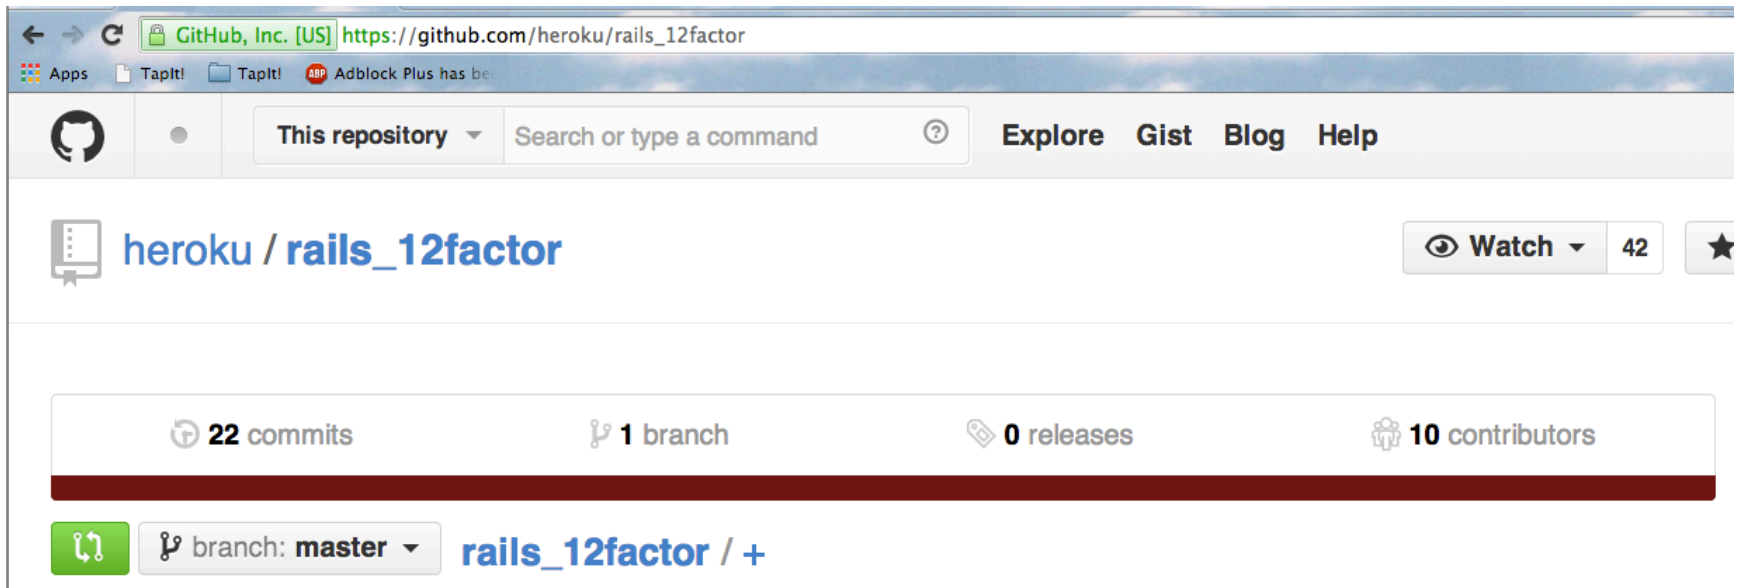 GitHub, Inc. [US] https://github.com/heroku/rails_12factor
Apps TapIt! TapIt! ABP Adblock Plus has be
This repository Search or type a command ? Explore Gist Blog Help
heroku / rails_12factor Watch 42
22 commits 1 branch 0 releases 10 contributors
branch: master rails_12factor / +